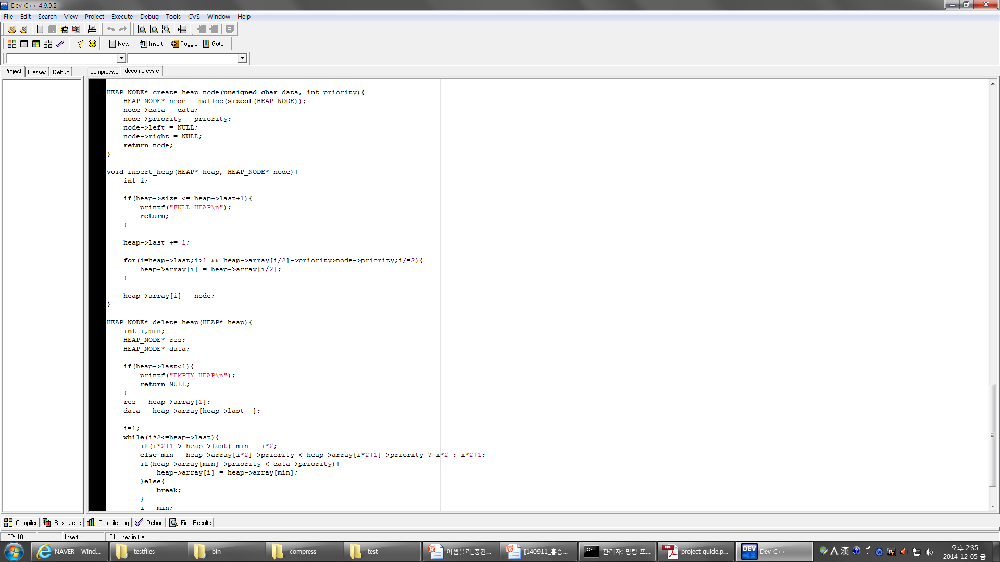 Dev-C++ 4.9.9.2
File Edit Search View Project Execute Debug Tools CVS Window Help
New Insert Toggle Goto
Project Classes Debug compress.c decompress.c
HEAP_NODE* create_heap_node(unsigned char data, int priority){
    HEAP_NODE* node = malloc(sizeof(HEAP_NODE));
    node->data = data;
    node->priority = priority;
    node->left = NULL;
    node->right = NULL;
    return node;
}
void insert_heap(HEAP* heap, HEAP_NODE* node){
    int i;
    if(heap->size <= heap->last+1){
        printf("FULL HEAP\n");
        return;
    }
    heap->last += 1;
    for(i=heap->last;i>1 && heap->array[i/2]->priority>node->priority;i/=2){
        heap->array[i] = heap->array[i/2];
    }
    heap->array[i] = node;
}
HEAP_NODE* delete_heap(HEAP* heap){
    int i,min;
    HEAP_NODE* res;
    HEAP_NODE* data;
    if(heap->last<1){
        printf("EMPTY HEAP\n");
        return NULL;
    }
    res = heap->array[1];
    data = heap->array[heap->last--];
    i=1;
    while(i*2<=heap->last){
        if(i*2+1 > heap->last) min = i*2;
        else min = heap->array[i*2]->priority < heap->array[i*2+1]->priority ? i*2 : i*2+1;
        if(heap->array[min]->priority < data->priority){
            heap->array[i] = heap->array[min];
        }else{
            break;
        }
        i = min;
Compiler Resources Compile Log Debug Find Results
22: 18 Insert 191 Lines in file
NAVER - Wind... testfiles bin compress test 어셈블리_중간... [140911_홍승... 관리자: 명령 프... project guide.p... Dev-C++ A 漢 오후 2:35
2014-12-05 금